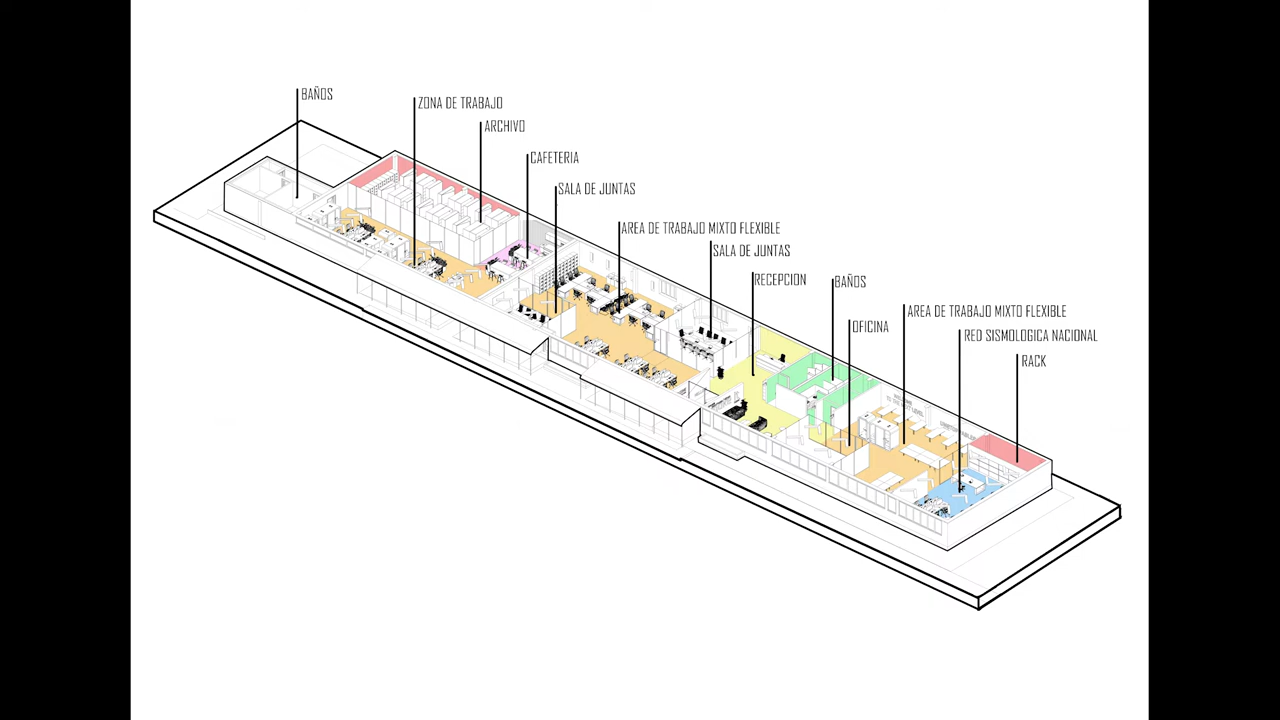 BAÑOS
ZONA DE TRABAJO
ARCHIVO
CAFETERIA
SALA DE JUNTAS
AREA DE TRABAJO MIXTO FLEXIBLE
SALA DE JUNTAS
RECEPCION
BAÑOS
OFICINA
AREA DE TRABAJO MIXTO FLEXIBLE
RED SISMOLOGICA NACIONAL
RACK